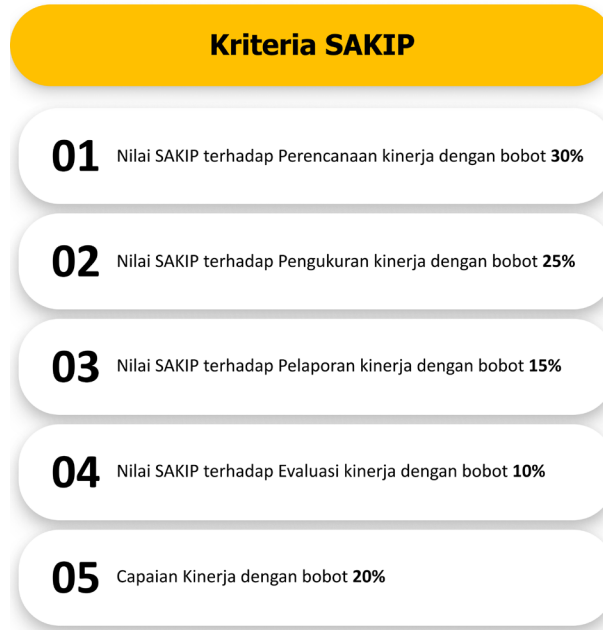 Kriteria SAKIP
01 Nilai SAKIP terhadap Perencanaan kinerja dengan bobot 30%
02 Nilai SAKIP terhadap Pengukuran kinerja dengan bobot 25%
03 Nilai SAKIP terhadap Pelaporan kinerja dengan bobot 15%
04 Nilai SAKIP terhadap Evaluasi kinerja dengan bobot 10%
05 Capaian Kinerja dengan bobot 20%